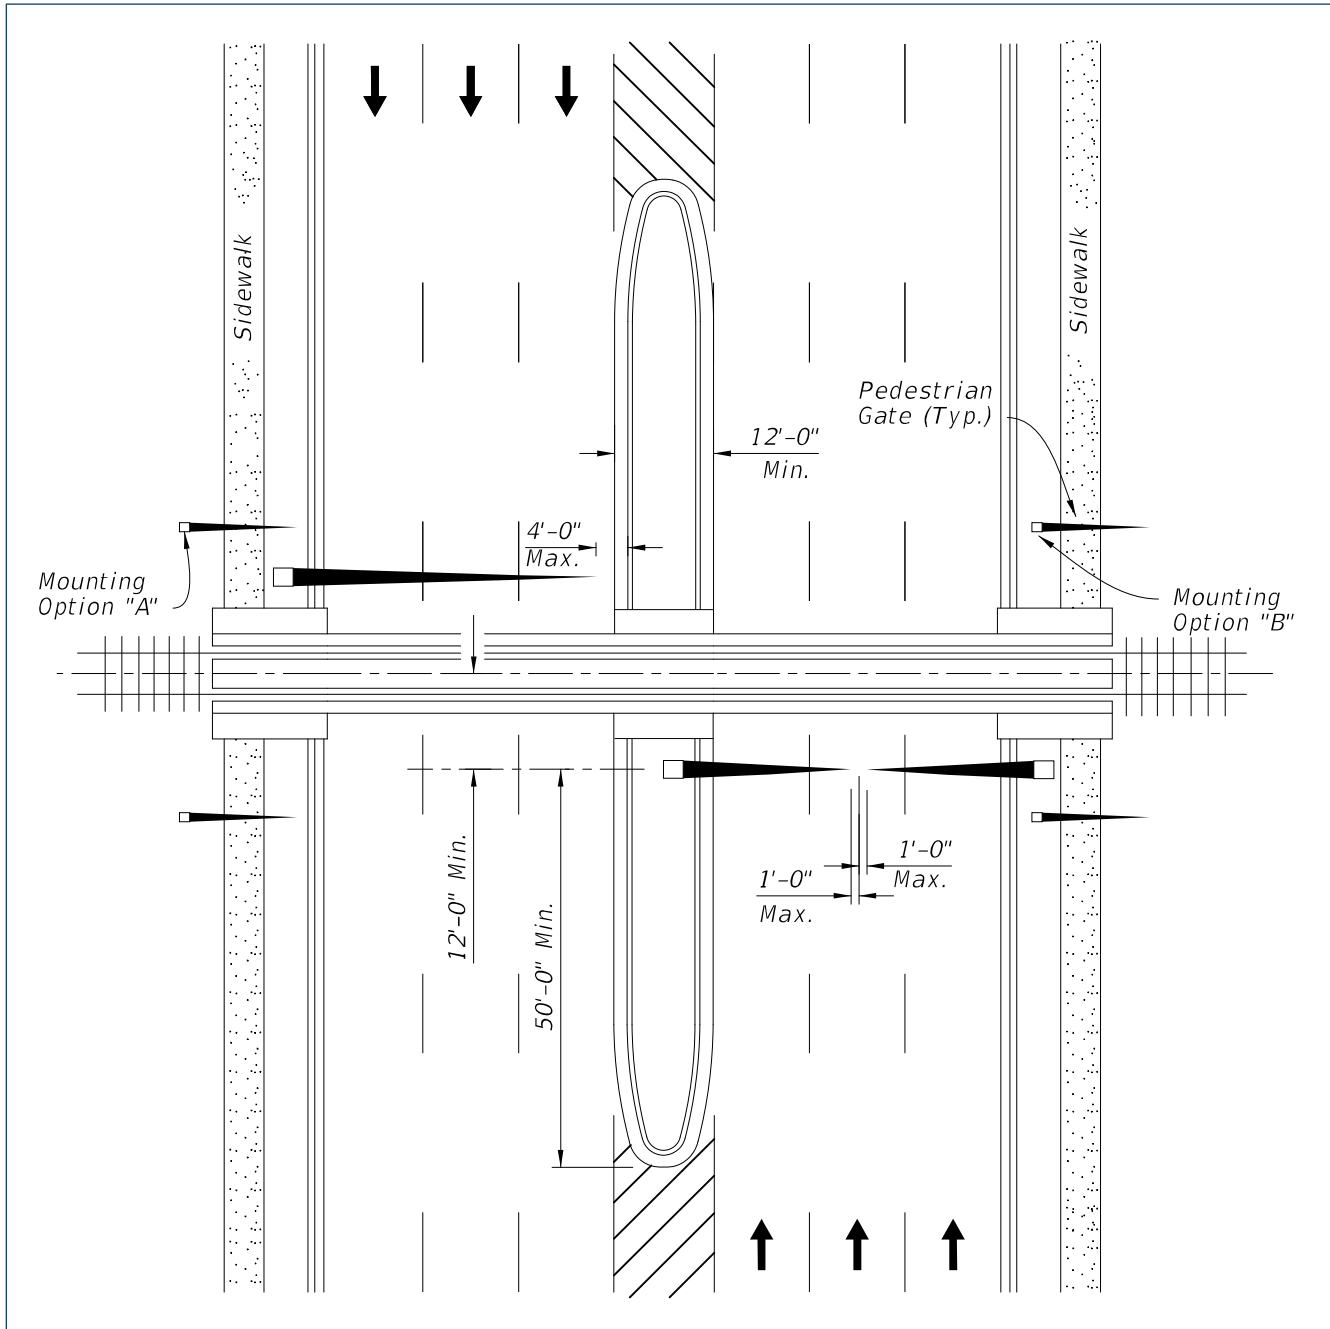 Sidewalk
Sidewalk
Pedestrian
Gate (Typ.)
12'-0"
Min.
4'-0"
Max.
Mounting
Option "A"
Mounting
Option "B"
12'-0" Min.
50'-0" Min.
1'-0"
Max.
1'-0"
Max.